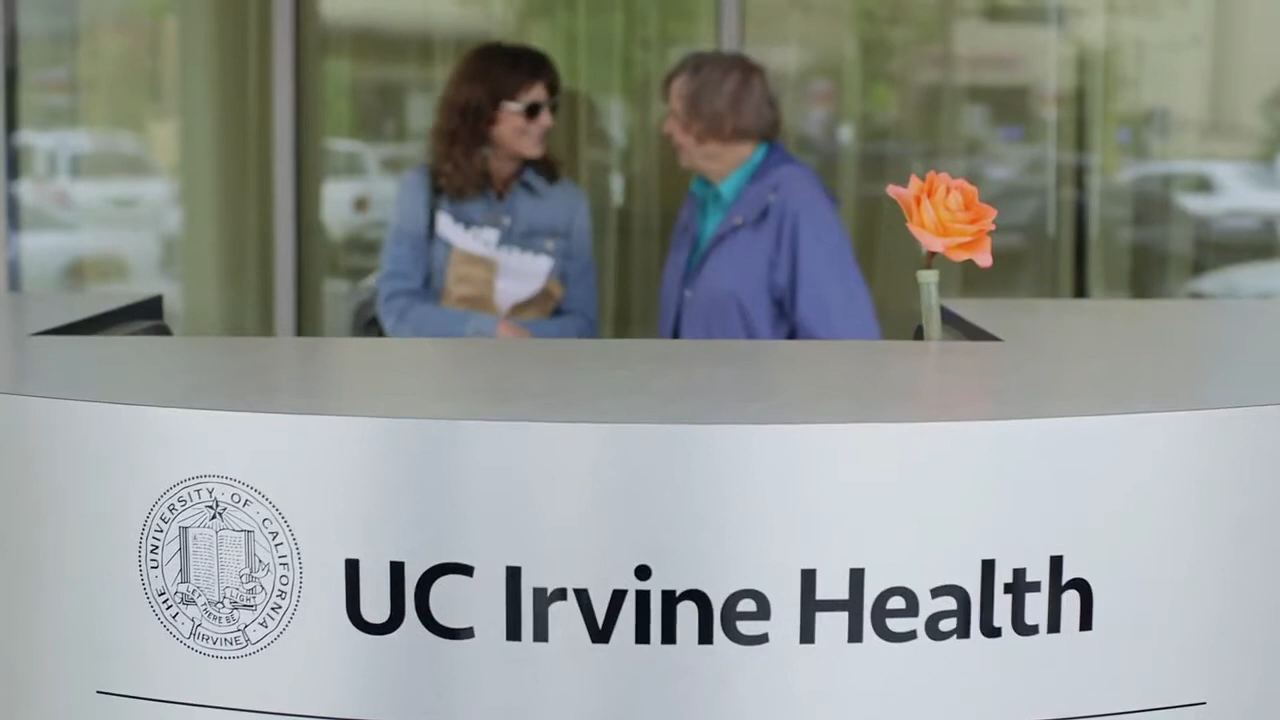 THE · UNIVERSITY · OF · CALIFORNIA ·
LET THERE BE LIGHT
IRVINE
UC Irvine Health